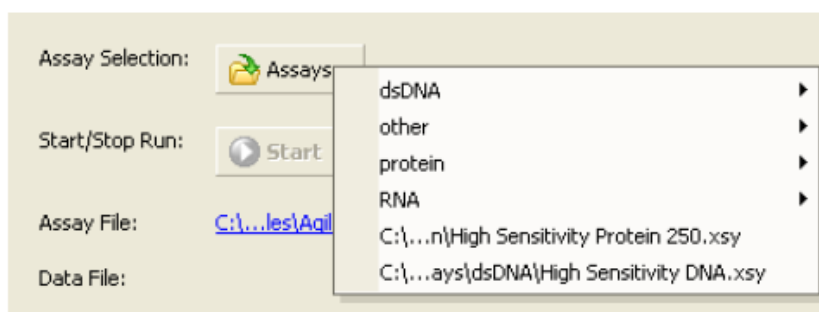 Assay Selection:
Assays
Start/Stop Run:
Start
Assay File:
C:\...les\Agil
Data File:
dsDNA
other
protein
RNA
C:\...n\High Sensitivity Protein 250.xsy
C:\...ays\dsDNA\High Sensitivity DNA.xsy